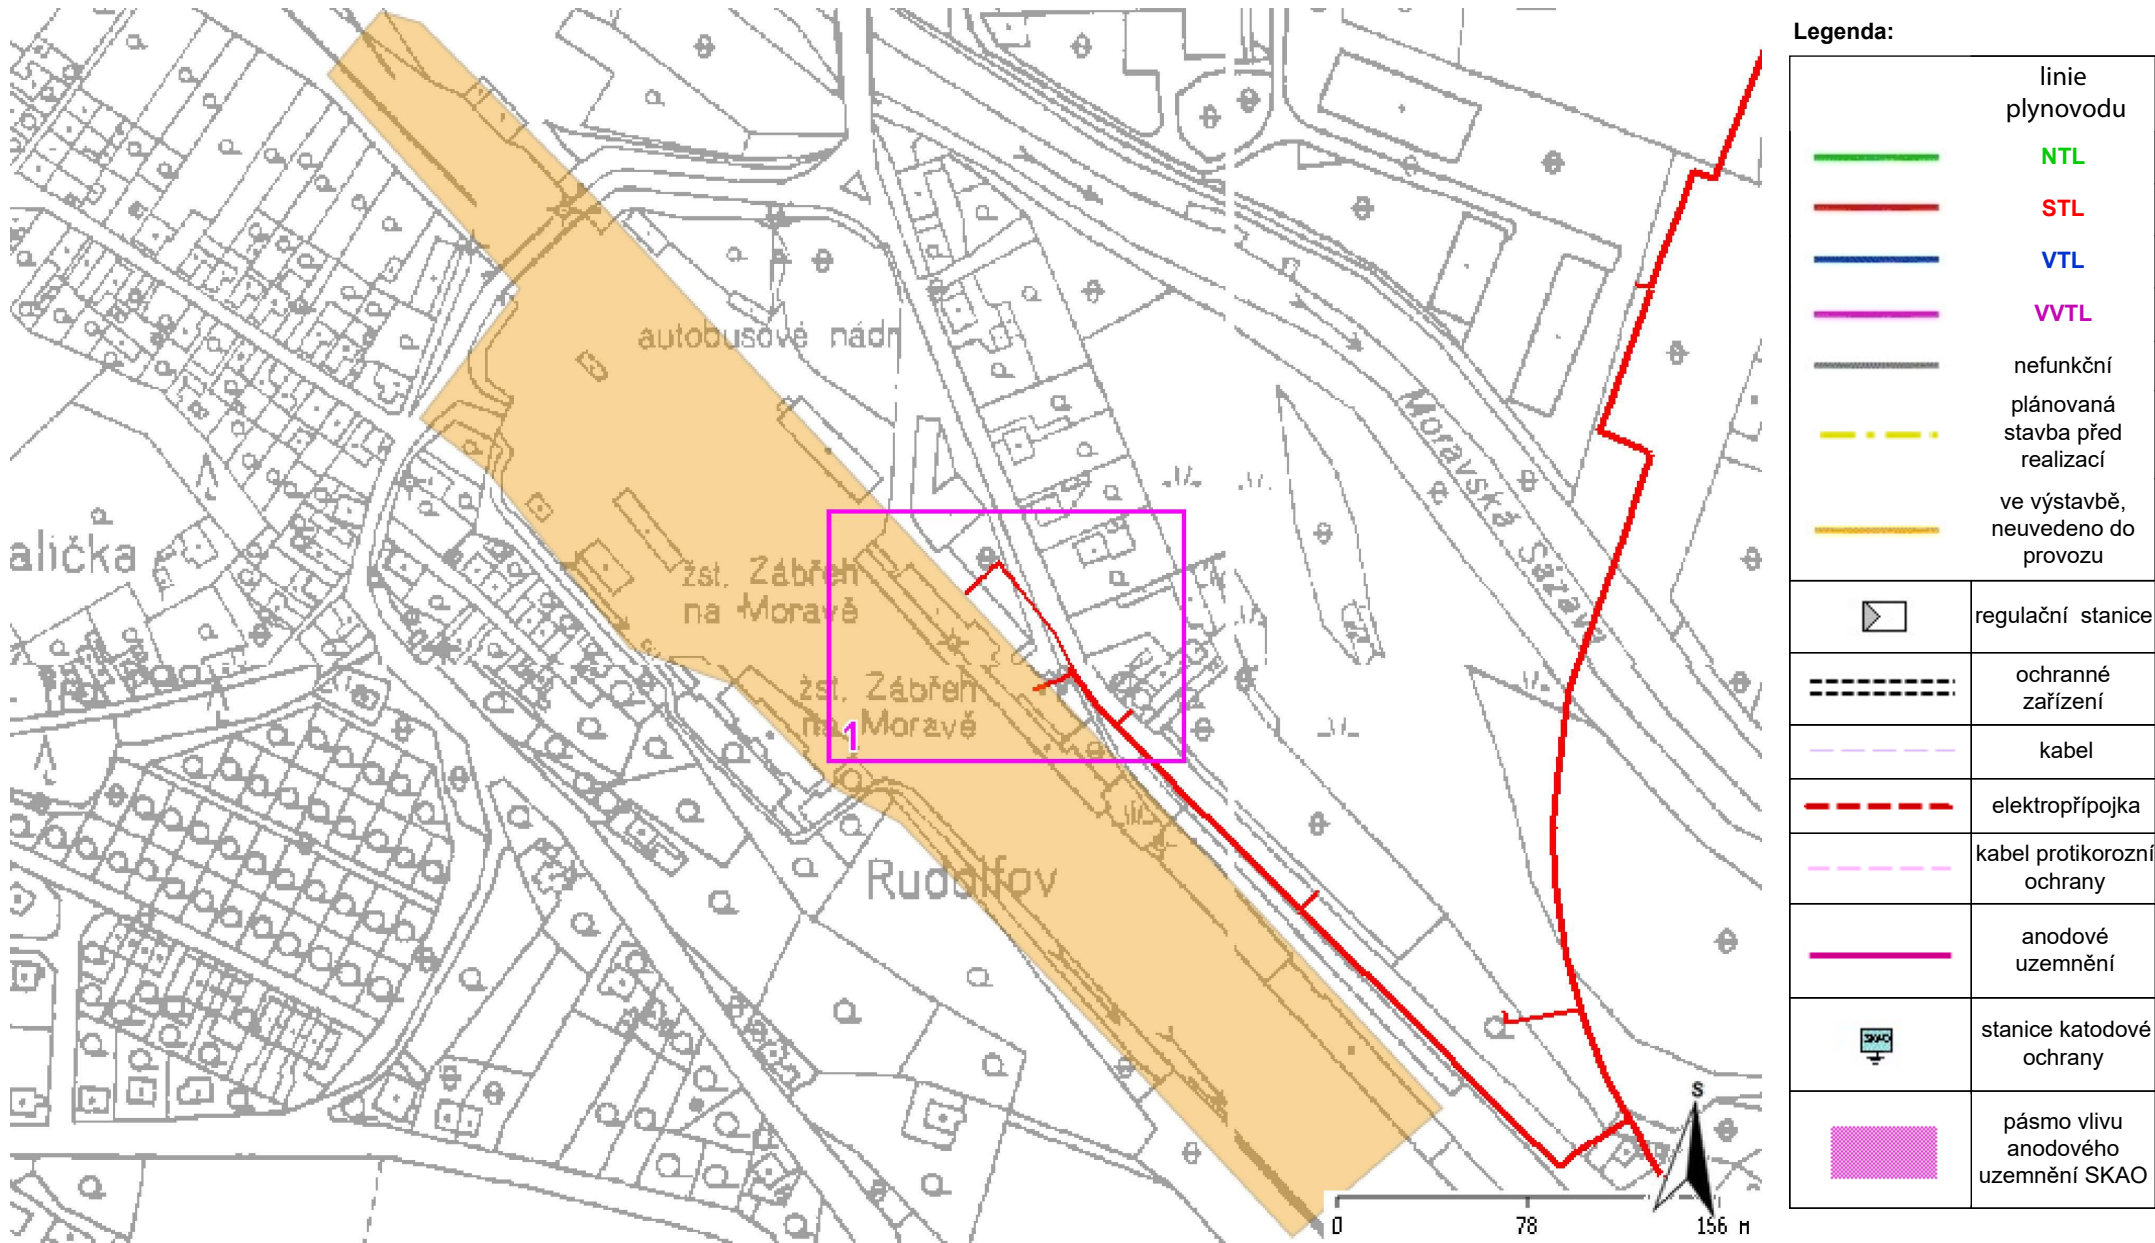 autobusové nádr
Moravská Sázava
alička
žst. Zábřeh
na Moravě
žst. Zábřeh
na Moravě
1
Rudolfov
S
0 78 156 M
Legenda:
linie
plynovodu
NTL
STL
VTL
VVTL
nefunkční
plánovaná
stavba před
realizací
ve výstavbě,
neuvedeno do
provozu
regulační stanice
ochranné
zařízení
kabel
elektropřípojka
kabel protikorozní
ochrany
anodové
uzemnění
SKAO
stanice katodové
ochrany
pásmo vlivu
anodového
uzemnění SKAO